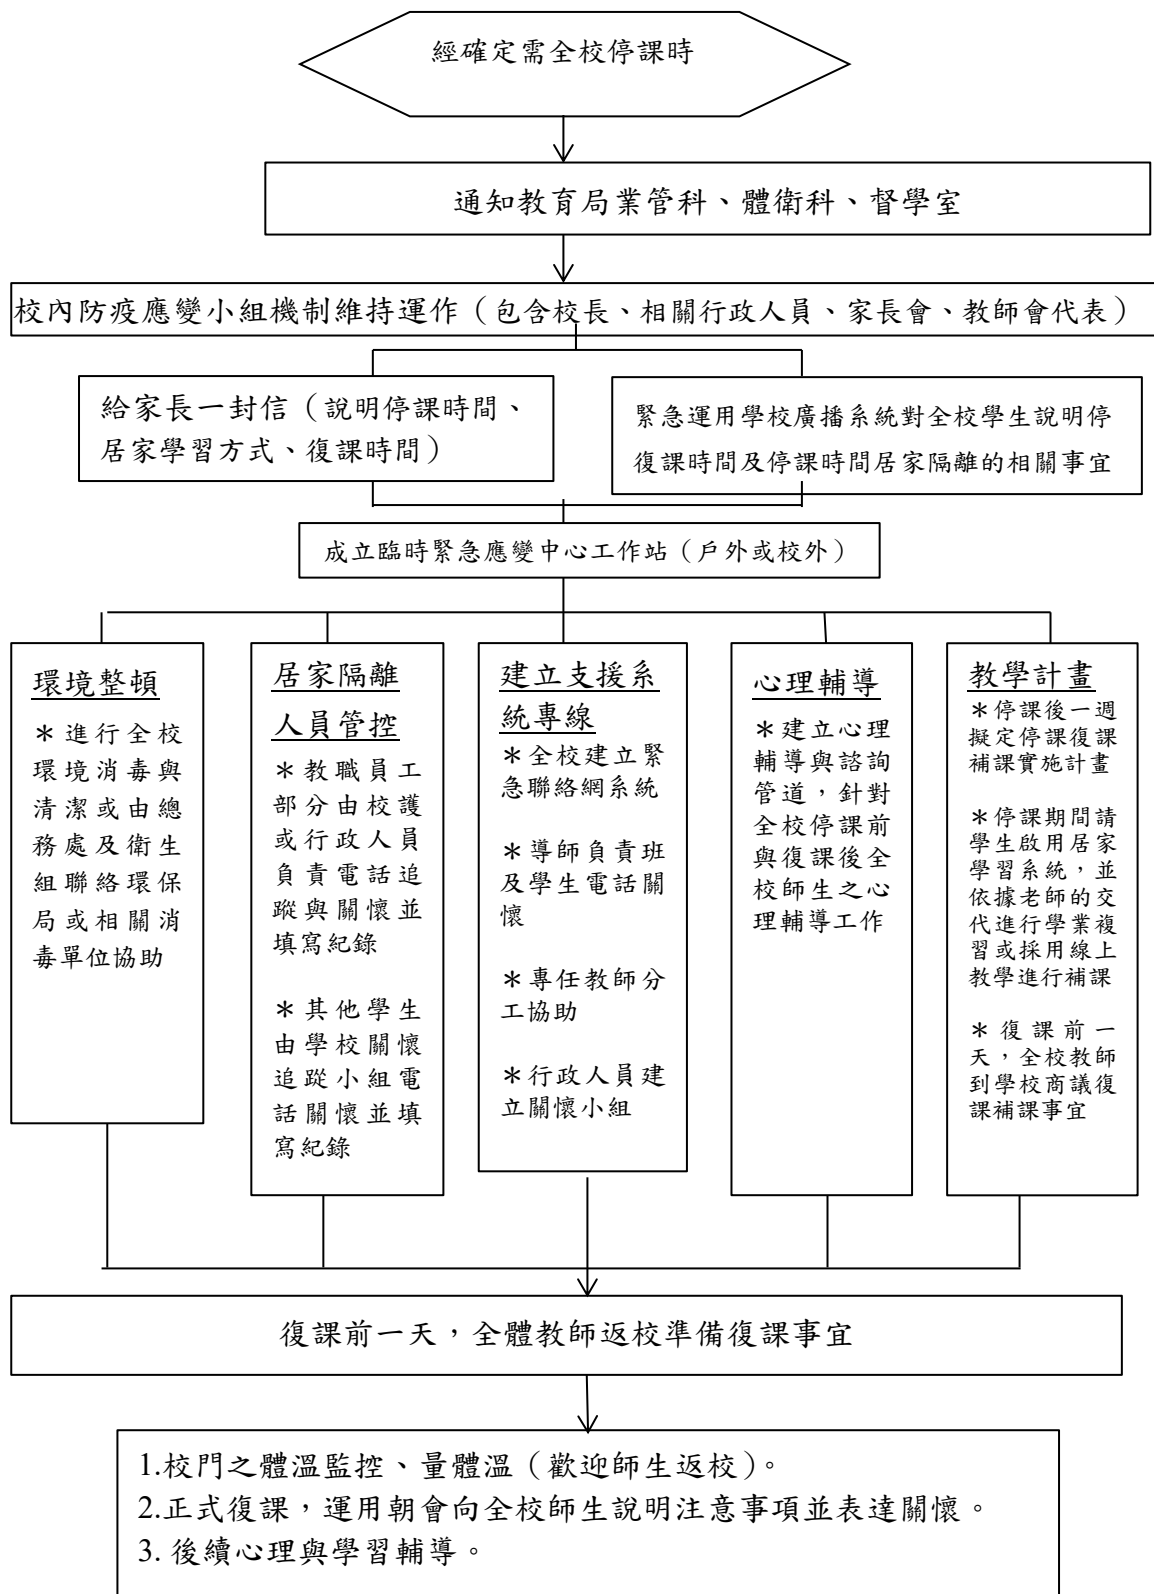 經確定需全校停課時
通知教育局業管科、體衛科、督學室
校內防疫應變小組機制維持運作（包含校長、相關行政人員、家長會、教師會代表）
給家長一封信（說明停課時間、
居家學習方式、復課時間）
緊急運用學校廣播系統對全校學生說明停
復課時間及停課時間居家隔離的相關事宜
成立臨時緊急應變中心工作站（戶外或校外）
環境整頓
＊進行全校
環境消毒與
清潔或由總
務處及衛生
組聯絡環保
局或相關消
毒單位協助
居家隔離
人員管控
＊教職員工
部分由校護
或行政人員
負責電話追
蹤與關懷並
填寫紀錄
＊其他學生
由學校關懷
追蹤小組電
話關懷並填
寫紀錄
建立支援系
統專線
＊全校建立緊
急聯絡網系統
＊導師負責班
及學生電話關
懷
＊專任教師分
工協助
＊行政人員建
立關懷小組
心理輔導
＊建立心理
輔導與諮詢
管道，針對
全校停課前
與復課後全
校師生之心
理輔導工作
教學計畫
＊停課後一週
擬定停課復課
補課實施計畫
＊停課期間請
學生啟用居家
學習系統，並
依據老師的交
代進行學業複
習或採用線上
教學進行補課
＊復課前一
天，全校教師
到學校商議復
課補課事宜
復課前一天，全體教師返校準備復課事宜
1.校門之體溫監控、量體溫（歡迎師生返校）。
2.正式復課，運用朝會向全校師生說明注意事項並表達關懷。
3. 後續心理與學習輔導。